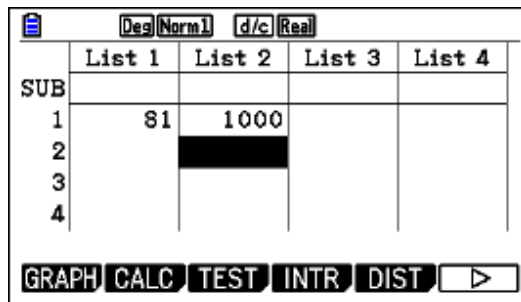 Deg Norm1 d/c Real
List 1 List 2 List 3 List 4
SUB
1 81 1000
2
3
4
GRAPH CALC TEST INTR DIST ▷